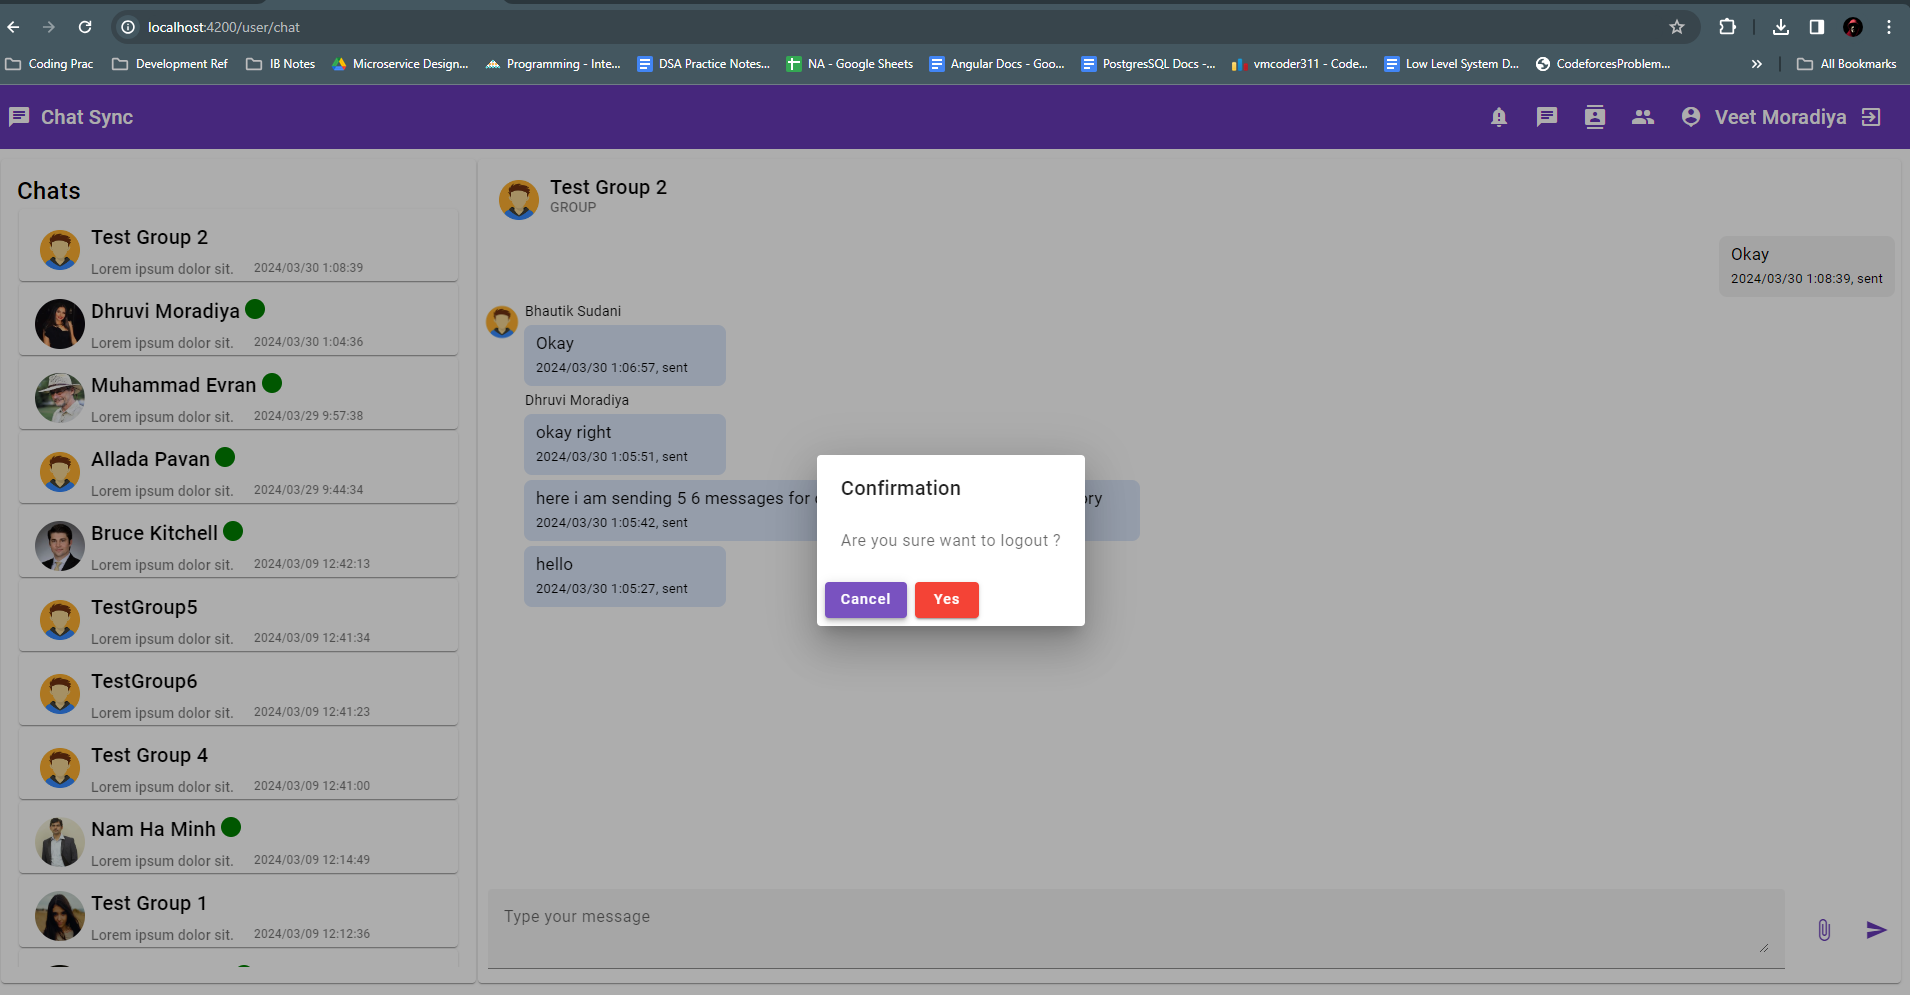 localhost:4200/user/chat
Coding Prac Development Ref IB Notes Microservice Design... Programming - Inte... DSA Practice Notes... NA - Google Sheets Angular Docs - Goo... PostgresSQL Docs -... vmcoder311 - Code... Low Level System D... CodeforcesProblem... » All Bookmarks
Chat Sync
Veet Moradiya
Chats
Test Group 2
Lorem ipsum dolor sit. 2024/03/30 1:08:39
Dhruvi Moradiya
Lorem ipsum dolor sit. 2024/03/30 1:04:36
Muhammad Evran
Lorem ipsum dolor sit. 2024/03/29 9:57:38
Allada Pavan
Lorem ipsum dolor sit. 2024/03/29 9:44:34
Bruce Kitchell
Lorem ipsum dolor sit. 2024/03/09 12:42:13
TestGroup5
Lorem ipsum dolor sit. 2024/03/09 12:41:34
TestGroup6
Lorem ipsum dolor sit. 2024/03/09 12:41:23
Test Group 4
Lorem ipsum dolor sit. 2024/03/09 12:41:00
Nam Ha Minh
Lorem ipsum dolor sit. 2024/03/09 12:14:49
Test Group 1
Lorem ipsum dolor sit. 2024/03/09 12:12:36
Test Group 2
GROUP
Okay
2024/03/30 1:08:39, sent
Bhautik Sudani
Okay
2024/03/30 1:06:57, sent
Dhruvi Moradiya
okay right
2024/03/30 1:05:51, sent
here i am sending 5 6 messages for
2024/03/30 1:05:42, sent
hello
2024/03/30 1:05:27, sent
Confirmation
Are you sure want to logout ?
Cancel Yes
Type your message